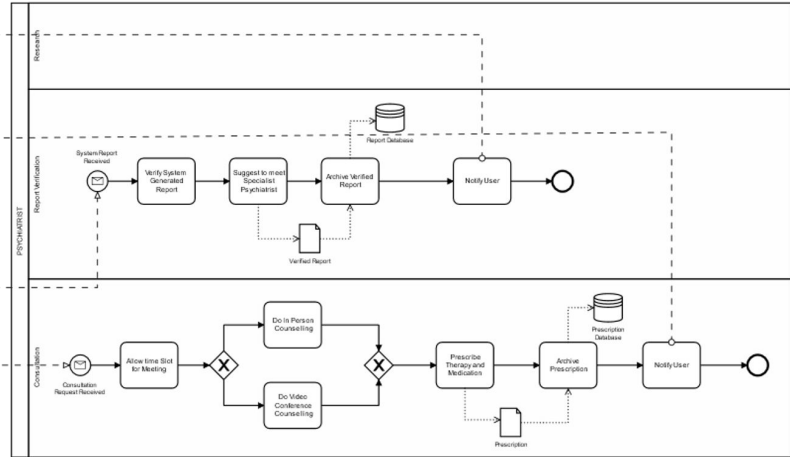 PSYCHIATRIST
Research
Report Verification
System Report
Received
Verify System
Generated
Report
Suggest to meet
Specialist
Psychiatrist
Archive Verified
Report
Report Database
Notify User
Verified Report
Consultation
Consultation
Request Received
Allow time Slot
for Meeting
Do In Person
Counselling
Do Video
Conference
Counselling
Prescribe
Therapy and
Medication
Archive
Prescription
Prescription
Database
Notify User
Prescription